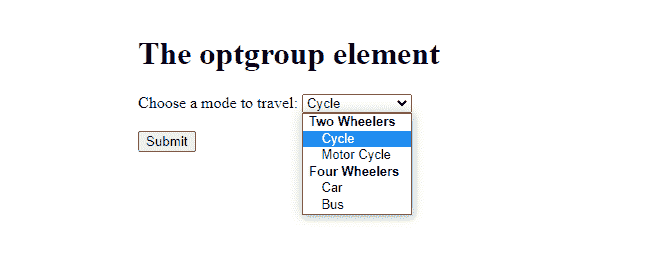 The optgroup element
Choose a mode to travel: Cycle
Two Wheelers
Cycle
Submit
Motor Cycle
Four Wheelers
Car
Bus